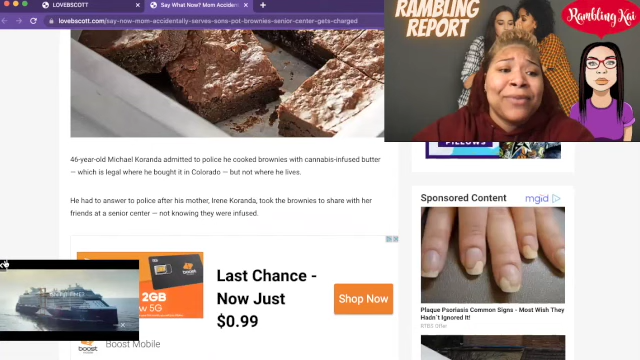 LOVEBSCOTT
Say What Now? Mom Acciden
lovebscott.com/say-now-mom-accidentally-serves-sons-pot-brownies-senior-center-gets-charged
RAMBLING
REPORT
Rambling Kai
46-year-old Michael Koranda admitted to police he cooked brownies with cannabis-infused butter
– which is legal where he bought it in Colorado – but not where he lives.
He had to answer to police after his mother, Irene Koranda, took the brownies to share with her
friends at a senior center – not knowing they were infused.
PILLOWS
Sponsored Content
mgid
Plaque Psoriasis Common Signs - Most Wish They
Hadn't Ignored It!
RTBS Offer
2GB
5G
Last Chance -
Now Just
$0.99
Shop Now
boost
Boost Mobile